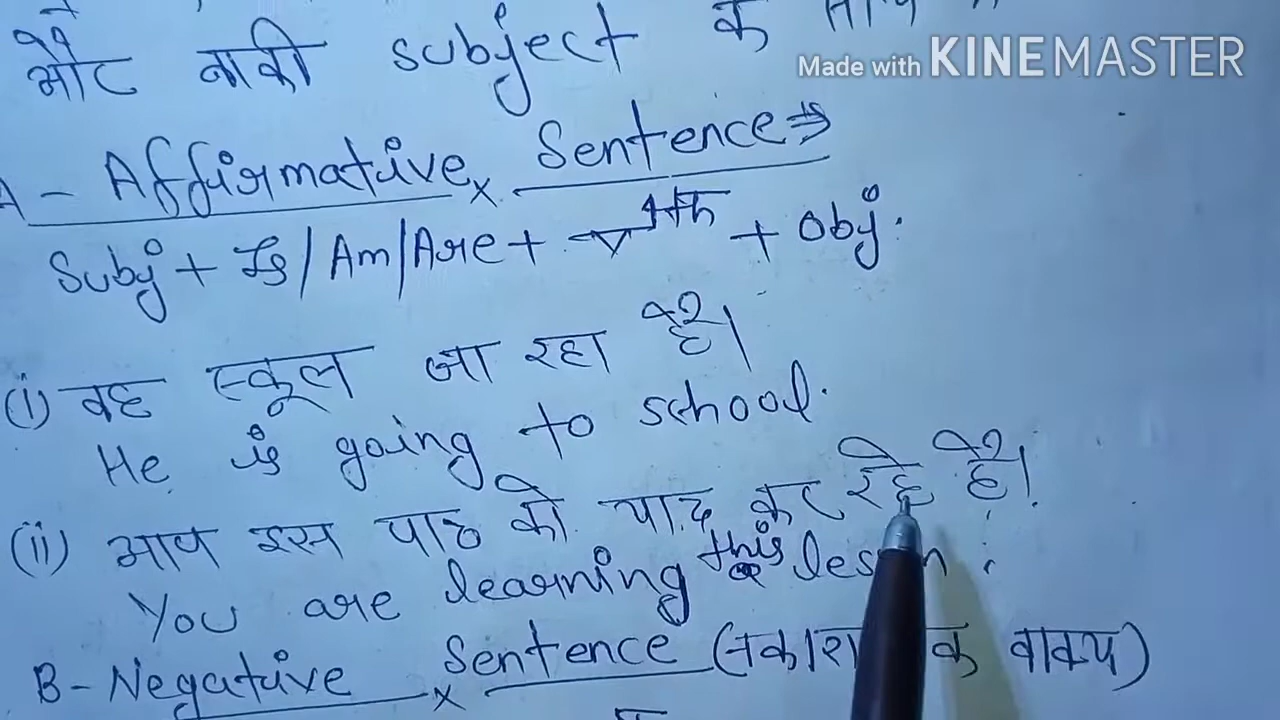 और बाकी subject के साथ
Made with KINEMASTER
A - Affirmative Sentence ⇒
Subj + Is/Am/Are + V4th + Obj.
(i) वह स्कूल जा रहा है।
He is going to school.
(ii) आप इस पाठ को याद कर रहे है।
You are learning this lesson.
B - Negative Sentence (नकारात्मक वाक्य)